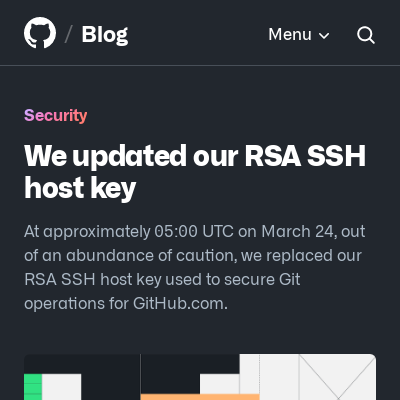 / Blog
Menu
Security
We updated our RSA SSH
host key
At approximately 05:00 UTC on March 24, out
of an abundance of caution, we replaced our
RSA SSH host key used to secure Git
operations for GitHub.com.